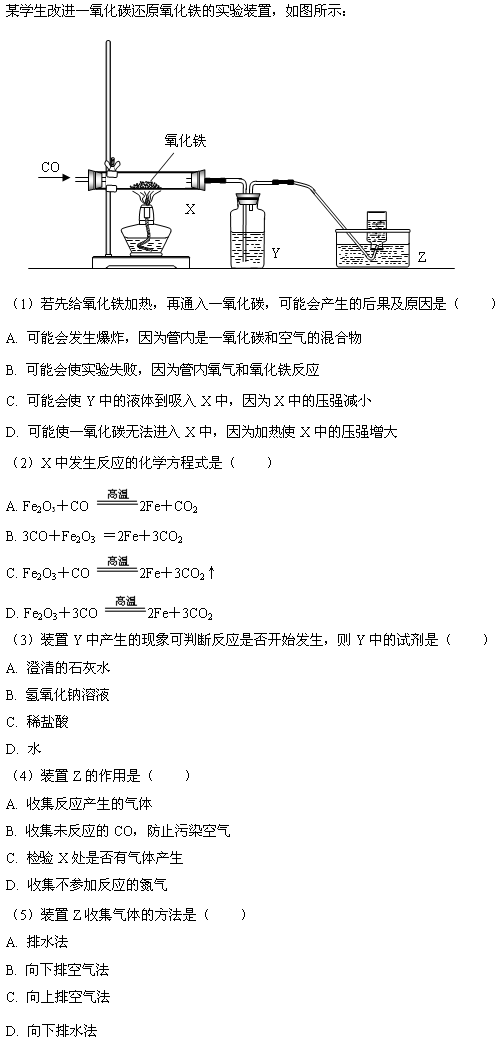 某学生改进一氧化碳还原氧化铁的实验装置，如图所示：
氧化铁
CO
X
Y
Z
（1）若先给氧化铁加热，再通入一氧化碳，可能会产生的后果及原因是（　　）
A. 可能会发生爆炸，因为管内是一氧化碳和空气的混合物
B. 可能会使实验失败，因为管内氧气和氧化铁反应
C. 可能会使 Y 中的液体到吸入 X 中，因为 X 中的压强减小
D. 可能使一氧化碳无法进入 X 中，因为加热使 X 中的压强增大
（2）X 中发生反应的化学方程式是（　　）
A. Fe₂O₃＋CO 高温 2Fe＋CO₂
B. 3CO＋Fe₂O₃ ＝2Fe＋3CO₂
C. Fe₂O₃＋CO 高温 2Fe＋3CO₂↑
D. Fe₂O₃＋3CO 高温 2Fe＋3CO₂
（3）装置 Y 中产生的现象可判断反应是否开始发生，则 Y 中的试剂是（　　）
A. 澄清的石灰水
B. 氢氧化钠溶液
C. 稀盐酸
D. 水
（4）装置 Z 的作用是（　　）
A. 收集反应产生的气体
B. 收集未反应的 CO，防止污染空气
C. 检验 X 处是否有气体产生
D. 收集不参加反应的氮气
（5）装置 Z 收集气体的方法是（　　）
A. 排水法
B. 向下排空气法
C. 向上排空气法
D. 向下排水法